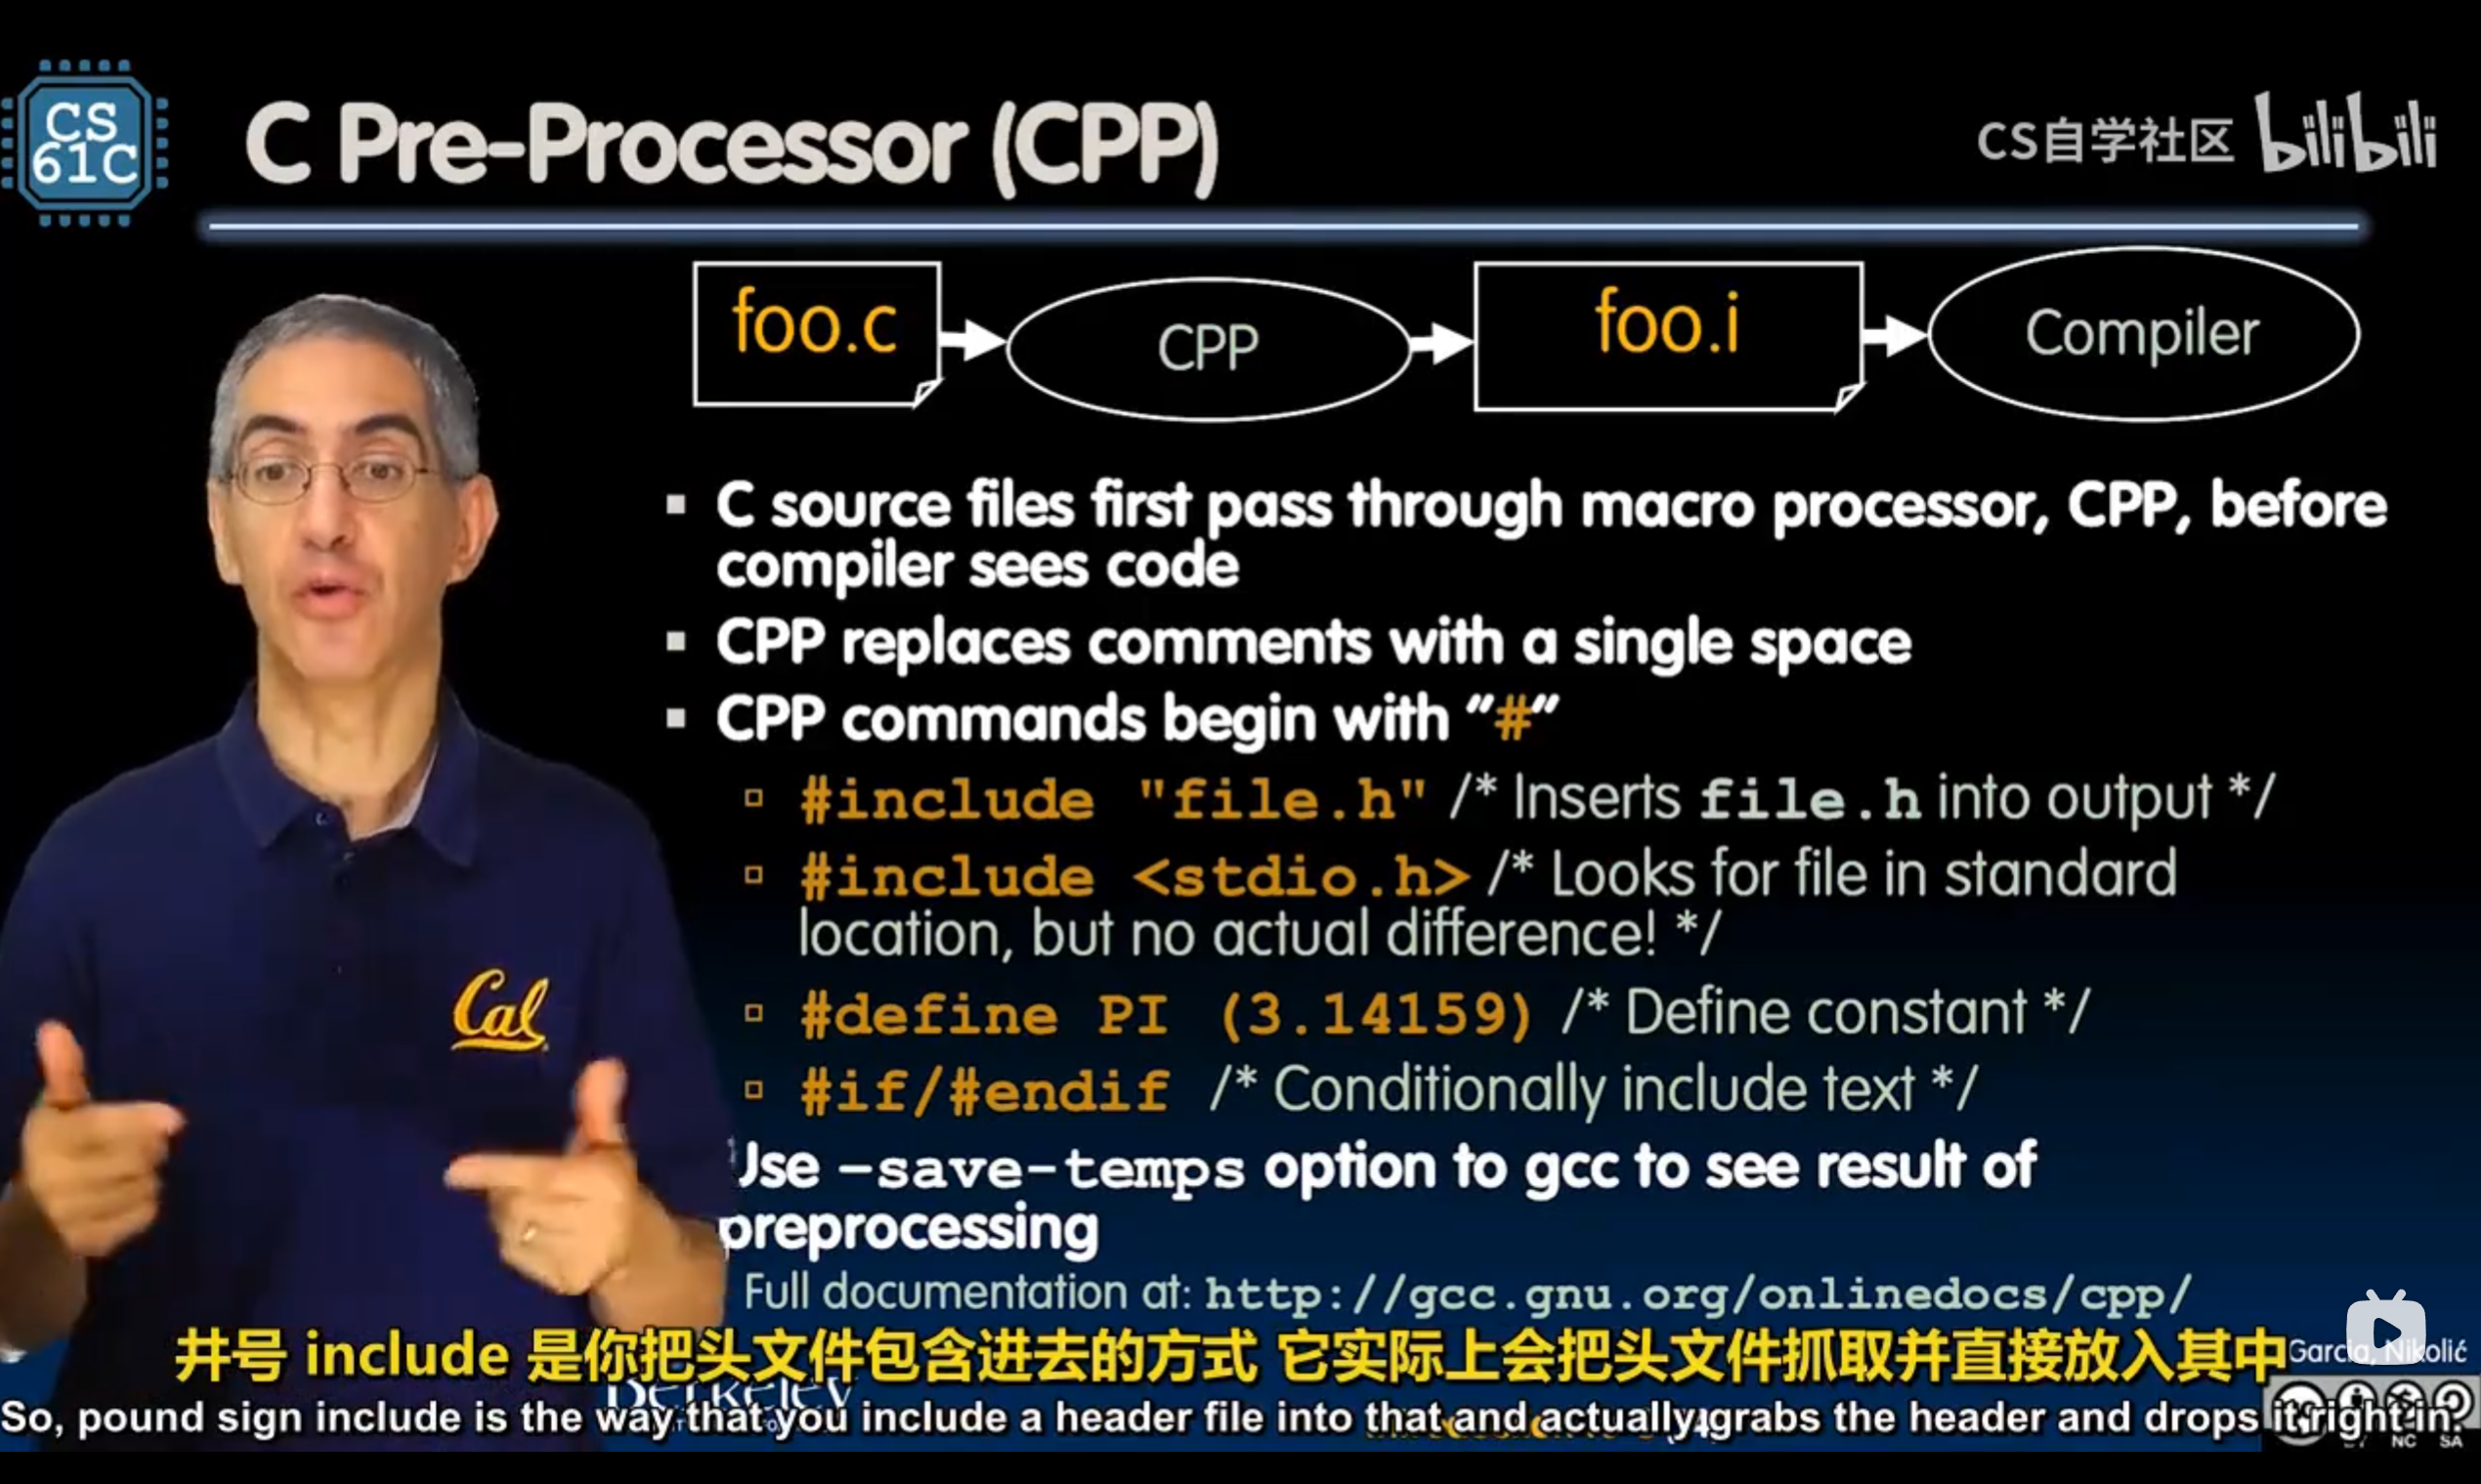 CS
61C
C Pre-Processor (CPP)
CS自学社区 bilibili
foo.c
CPP
foo.i
Compiler
▪ C source files first pass through macro processor, CPP, before
compiler sees code
▪ CPP replaces comments with a single space
▪ CPP commands begin with "#"
▫ #include "file.h" /* Inserts file.h into output */
▫ #include <stdio.h> /* Looks for file in standard
location, but no actual difference! */
▫ #define PI (3.14159) /* Define constant */
▫ #if/#endif /* Conditionally include text */
Use -save-temps option to gcc to see result of
preprocessing
Full documentation at: http://gcc.gnu.org/onlinedocs/cpp/
Cal
井号 include 是你把头文件包含进去的方式 它实际上会把头文件抓取并直接放入其中
Garcia, Nikolić
Berkeley
So, pound sign include is the way that you include a header file into that and actually grabs the header and drops it right in.
NC SA